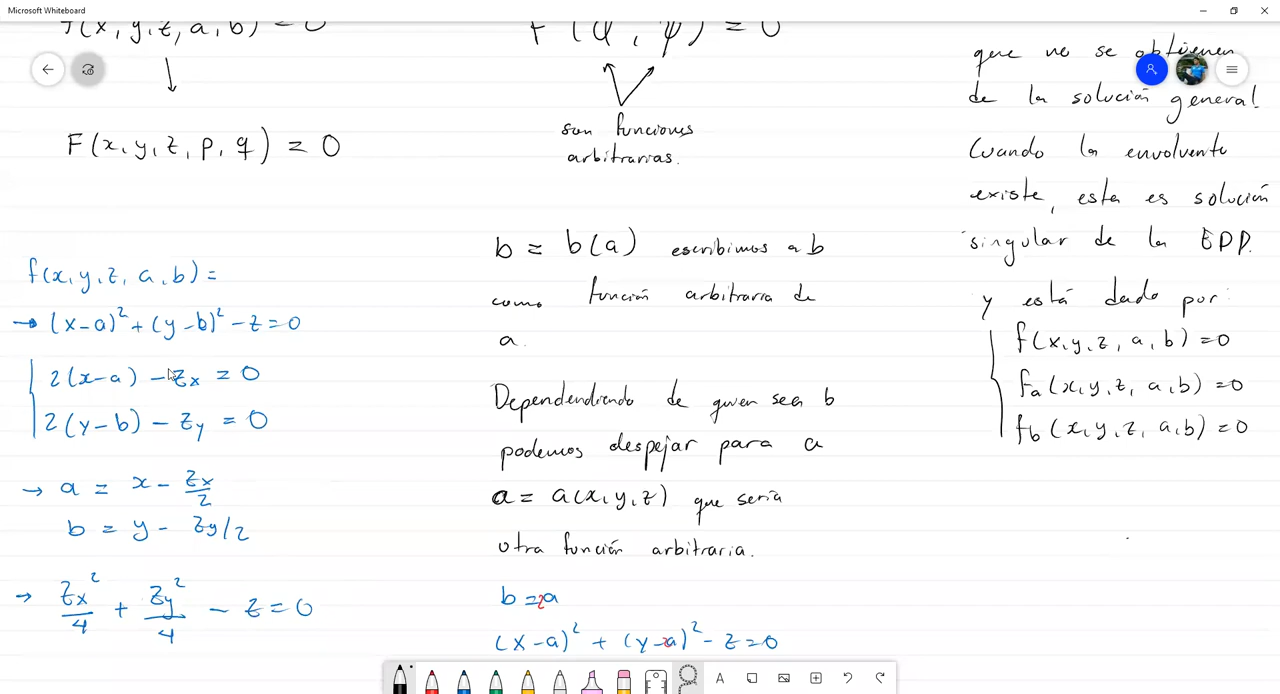 Microsoft Whiteboard
f(x, y, z, a, b) = 0
↓
F(x, y, z, p, q) = 0
f(x, y, z, a, b) =
→ (x-a)² + (y-b)² - z = 0
2(x-a) - zₓ = 0
2(y-b) - z_y = 0
→ a = x - zₓ/2
b = y - zy/2
→ zₓ²/4 + z_y²/4 - z = 0
F(φ, ψ) = 0
son funciones
arbitrarias.
b = b(a) escribimos a b
como función arbitraria de
a.
Dependendiendo de quien sea b
podemos despejar para a
a = a(x, y, z) que sería
otra función arbitraria.
b = 2a
(x-a)² + (y-2a)² - z = 0
que no se obtienen
de la solución general.
Cuando la envolvente
existe, esta es solución
singular de la EDP.
y está dado por:
f(x, y, z, a, b) = 0
fa(x, y, z, a, b) = 0
fb(x, y, z, a, b) = 0
A